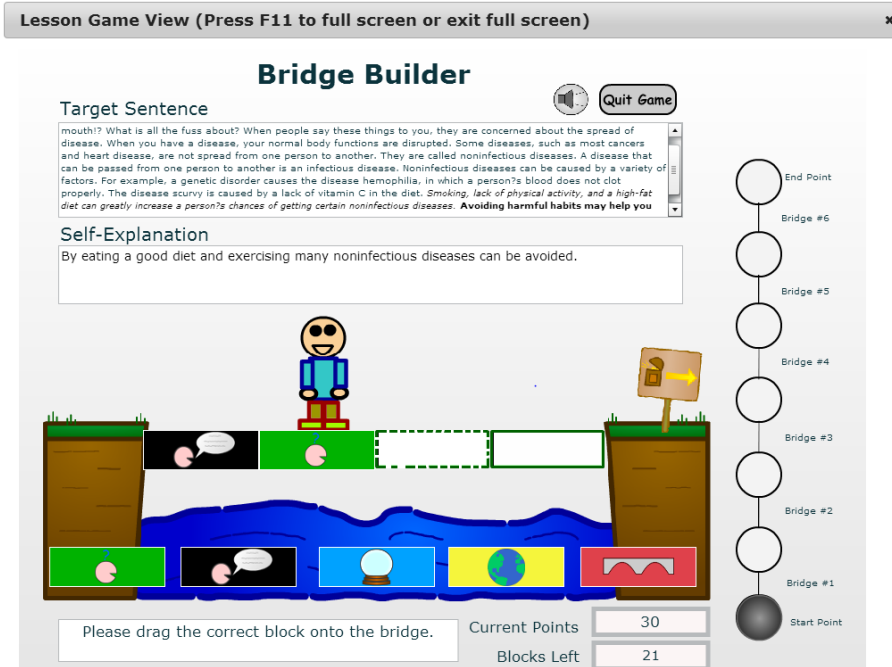 Lesson Game View (Press F11 to full screen or exit full screen)
x
Bridge Builder
Quit Game
Target Sentence
mouth!? What is all the fuss about? When people say these things to you, they are concerned about the spread of
disease. When you have a disease, your normal body functions are disrupted. Some diseases, such as most cancers
and heart disease, are not spread from one person to another. They are called noninfectious diseases. A disease that
can be passed from one person to another is an infectious disease. Noninfectious diseases can be caused by a variety of
factors. For example, a genetic disorder causes the disease hemophilia, in which a person?s blood does not clot
properly. The disease scurvy is caused by a lack of vitamin C in the diet. Smoking, lack of physical activity, and a high-fat
diet can greatly increase a person?s chances of getting certain noninfectious diseases. Avoiding harmful habits may help you
Self-Explanation
By eating a good diet and exercising many noninfectious diseases can be avoided.
End Point
Bridge #6
Bridge #5
Bridge #4
Bridge #3
Bridge #2
Bridge #1
Start Point
?
?
Please drag the correct block onto the bridge.
Current Points
30
Blocks Left
21